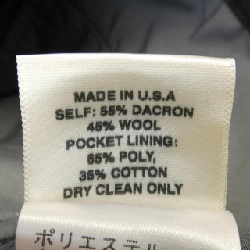 MADE IN U.S.A
SELF: 55% DACRON
45% WOOL
POCKET LINING:
65% POLY,
35% COTTON
DRY CLEAN ONLY
ポリエステル